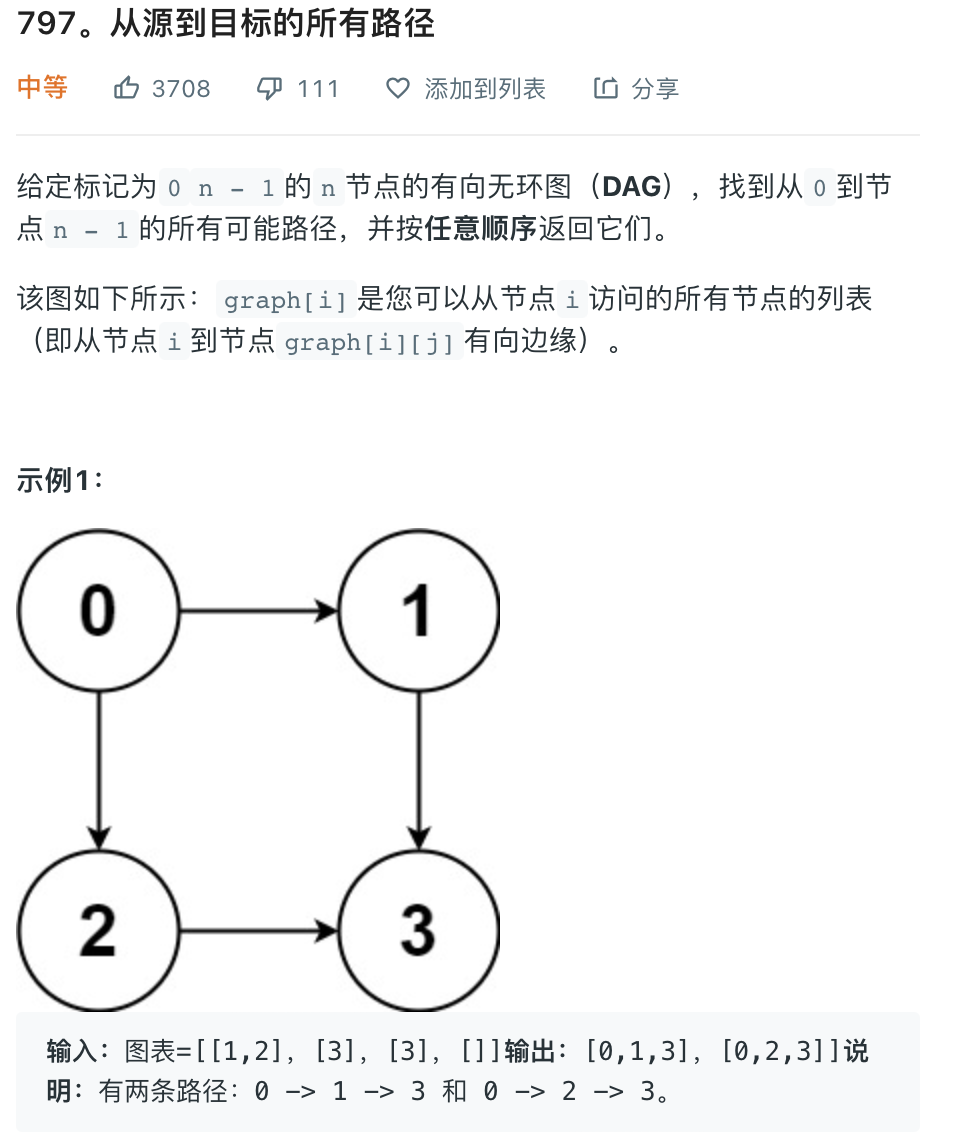 797。从源到目标的所有路径
中等 3708 111 添加到列表 分享
给定标记为 0 n - 1 的 n 节点的有向无环图（DAG），找到从 0 到节
点 n - 1 的所有可能路径，并按任意顺序返回它们。
该图如下所示： graph[i] 是您可以从节点 i 访问的所有节点的列表
（即从节点 i 到节点 graph[i][j] 有向边缘）。
示例1：
0 1
2 3
输入：图表=[[1,2], [3], [3], []]输出：[0,1,3], [0,2,3]]说
明：有两条路径：0 -> 1 -> 3 和 0 -> 2 -> 3。